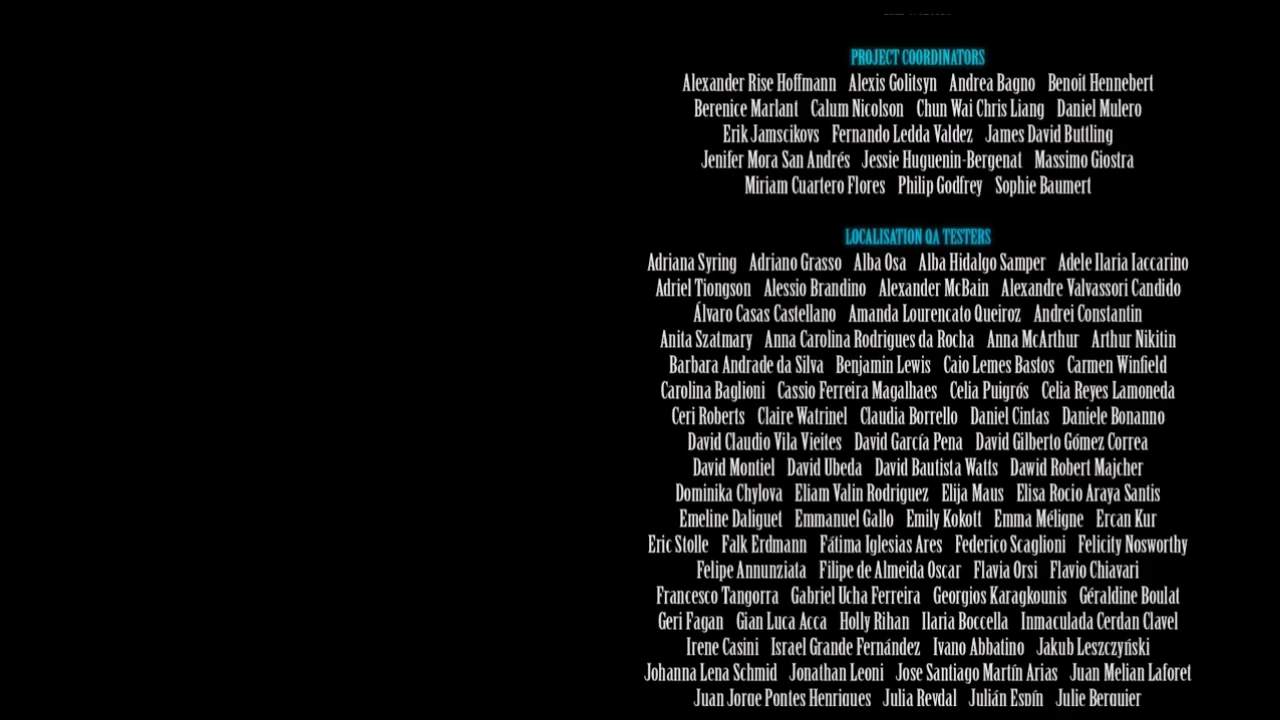 PROJECT COORDINATORS
Alexander Rise Hoffmann Alexis Golitsyn Andrea Bagno Benoit Hennebert
Berenice Marlant Calum Nicolson Chun Wai Chris Liang Daniel Mulero
Erik Jamscikovs Fernando Ledda Valdez James David Buttling
Jenifer Mora San Andrés Jessie Huguenin-Bergenat Massimo Giostra
Miriam Cuartero Flores Philip Godfrey Sophie Baumert
LOCALISATION QA TESTERS
Adriana Syring Adriano Grasso Alba Osa Alba Hidalgo Samper Adele Ilaria Iaccarino
Adriel Tiongson Alessio Brandino Alexander McBain Alexandre Valvassori Candido
Álvaro Casas Castellano Amanda Lourencato Queiroz Andrei Constantin
Anita Szatmary Anna Carolina Rodrigues da Rocha Anna McArthur Arthur Nikitin
Barbara Andrade da Silva Benjamin Lewis Caio Lemes Bastos Carmen Winfield
Carolina Baglioni Cassio Ferreira Magalhaes Celia Puigrós Celia Reyes Lamoneda
Ceri Roberts Claire Watrinel Claudia Borrello Daniel Cintas Daniele Bonanno
David Claudio Vila Vieites David García Pena David Gilberto Gómez Correa
David Montiel David Ubeda David Bautista Watts Dawid Robert Majcher
Dominika Chylova Eliam Valin Rodriguez Elija Maus Elisa Rocio Araya Santis
Emeline Daliguet Emmanuel Gallo Emily Kokott Emma Méligne Ercan Kur
Eric Stolle Falk Erdmann Fátima Iglesias Ares Federico Scaglioni Felicity Nosworthy
Felipe Annunziata Filipe de Almeida Oscar Flavia Orsi Flavio Chiavari
Francesco Tangorra Gabriel Ucha Ferreira Georgios Karagkounis Géraldine Boulat
Geri Fagan Gian Luca Acca Holly Rihan Ilaria Boccella Inmaculada Cerdan Clavel
Irene Casini Israel Grande Fernández Ivano Abbatino Jakub Leszczyński
Johanna Lena Schmid Jonathan Leoni Jose Santiago Martín Arias Juan Melian Laforet
Juan Jorge Pontes Henriques Julia Reydal Julián Espín Julie Berguier